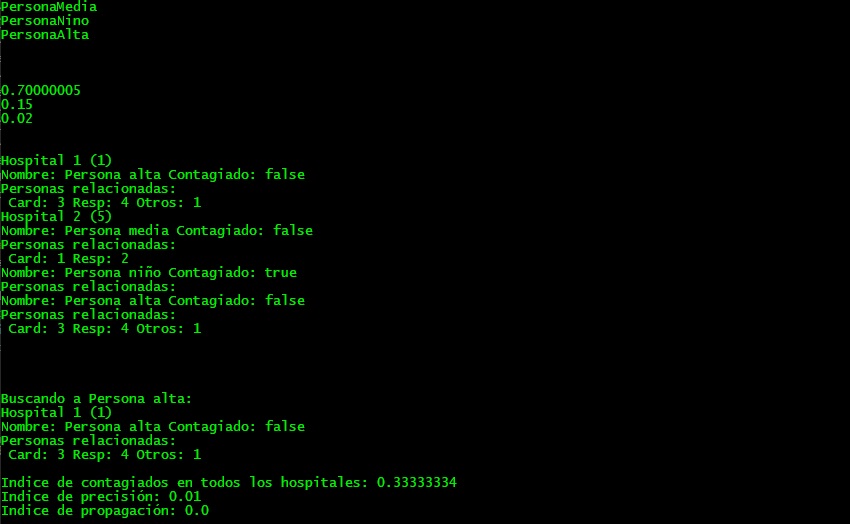 PersonaMedia
PersonaNino
PersonaAlta
0.70000005
0.15
0.02
Hospital 1 (1)
Nombre: Persona alta Contagiado: false
Personas relacionadas:
Card: 3 Resp: 4 Otros: 1
Hospital 2 (5)
Nombre: Persona media Contagiado: false
Personas relacionadas:
Card: 1 Resp: 2
Nombre: Persona niño Contagiado: true
Personas relacionadas:
Nombre: Persona alta Contagiado: false
Personas relacionadas:
Card: 3 Resp: 4 Otros: 1
Buscando a Persona alta:
Hospital 1 (1)
Nombre: Persona alta Contagiado: false
Personas relacionadas:
Card: 3 Resp: 4 Otros: 1
Indice de contagiados en todos los hospitales: 0.33333334
Indice de precisión: 0.01
Indice de propagación: 0.0